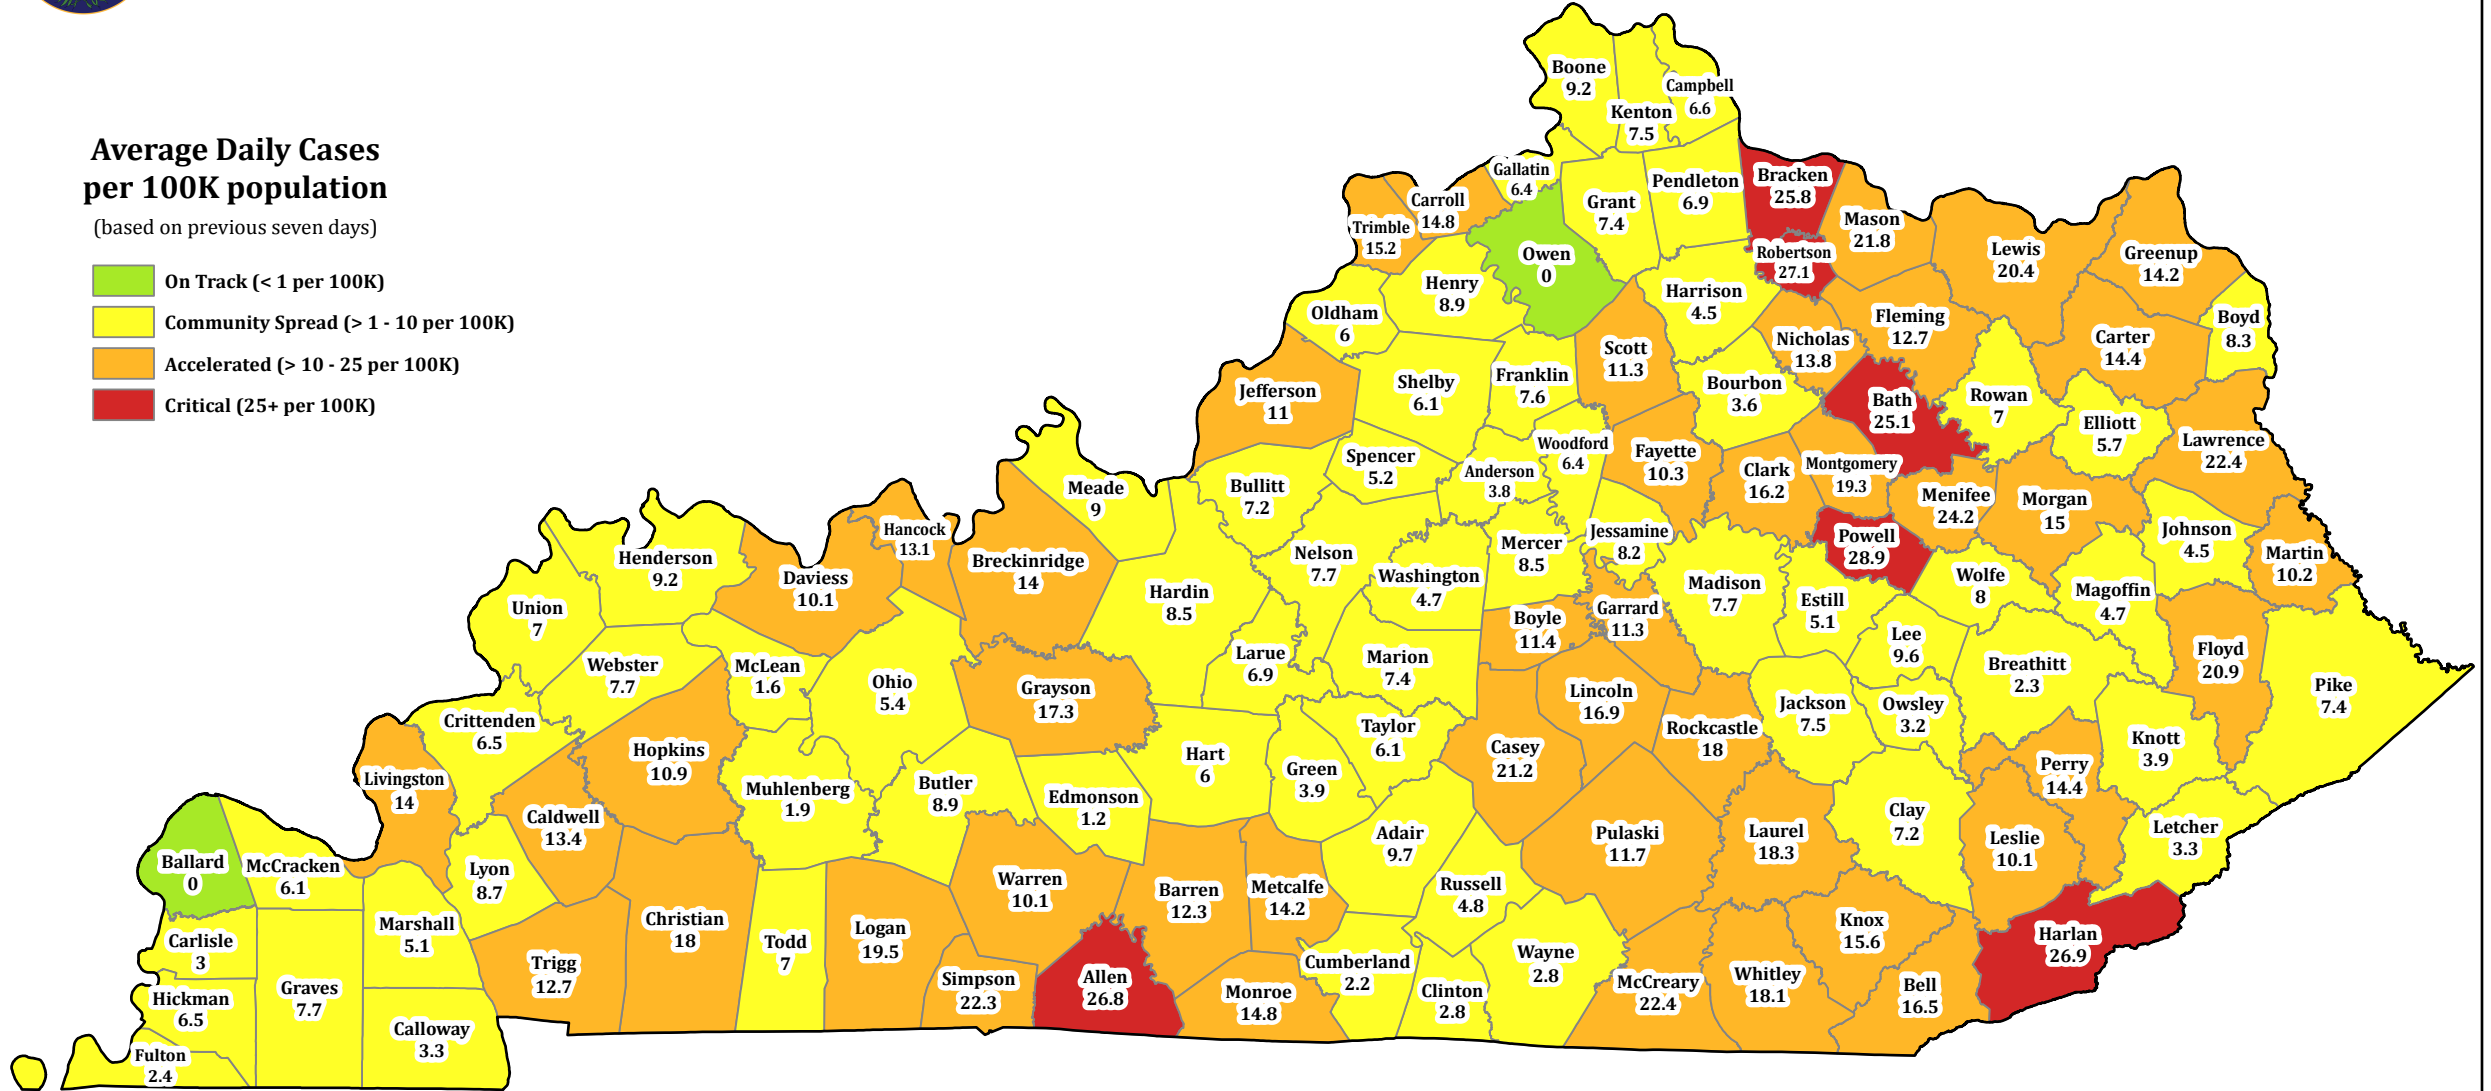 Average Daily Cases
per 100K population
(based on previous seven days)
On Track (< 1 per 100K)
Community Spread (> 1 - 10 per 100K)
Accelerated (> 10 - 25 per 100K)
Critical (25+ per 100K)
Boone
9.2
Kenton
7.5
Campbell
6.6
Gallatin
6.4
Carroll
14.8
Trimble
15.2
Grant
7.4
Pendleton
6.9
Bracken
25.8
Mason
21.8
Robertson
27.1
Lewis
20.4
Greenup
14.2
Owen
0
Henry
8.9
Oldham
6
Harrison
4.5
Fleming
12.7
Boyd
8.3
Carter
14.4
Nicholas
13.8
Scott
11.3
Franklin
7.6
Shelby
6.1
Jefferson
11
Bourbon
3.6
Bath
25.1
Rowan
7
Elliott
5.7
Lawrence
22.4
Woodford
6.4
Fayette
10.3
Clark
16.2
Montgomery
19.3
Menifee
24.2
Morgan
15
Spencer
5.2
Anderson
3.8
Bullitt
7.2
Meade
9
Hancock
13.1
Breckinridge
14
Daviess
10.1
Henderson
9.2
Union
7
Webster
7.7
McLean
1.6
Ohio
5.4
Grayson
17.3
Hardin
8.5
Nelson
7.7
Washington
4.7
Mercer
8.5
Jessamine
8.2
Madison
7.7
Powell
28.9
Estill
5.1
Wolfe
8
Magoffin
4.7
Johnson
4.5
Martin
10.2
Floyd
20.9
Pike
7.4
Larue
6.9
Marion
7.4
Boyle
11.4
Garrard
11.3
Lee
9.6
Breathitt
2.3
Crittenden
6.5
Hopkins
10.9
Livingston
14
Caldwell
13.4
Muhlenberg
1.9
Butler
8.9
Edmonson
1.2
Hart
6
Green
3.9
Taylor
6.1
Casey
21.2
Lincoln
16.9
Rockcastle
18
Jackson
7.5
Owsley
3.2
Perry
14.4
Knott
3.9
Ballard
0
McCracken
6.1
Lyon
8.7
Marshall
5.1
Carlisle
3
Hickman
6.5
Graves
7.7
Calloway
3.3
Fulton
2.4
Trigg
12.7
Christian
18
Todd
7
Logan
19.5
Simpson
22.3
Warren
10.1
Allen
26.8
Barren
12.3
Metcalfe
14.2
Monroe
14.8
Adair
9.7
Russell
4.8
Cumberland
2.2
Clinton
2.8
Wayne
2.8
Pulaski
11.7
Laurel
18.3
Clay
7.2
Leslie
10.1
Letcher
3.3
McCreary
22.4
Whitley
18.1
Knox
15.6
Bell
16.5
Harlan
26.9